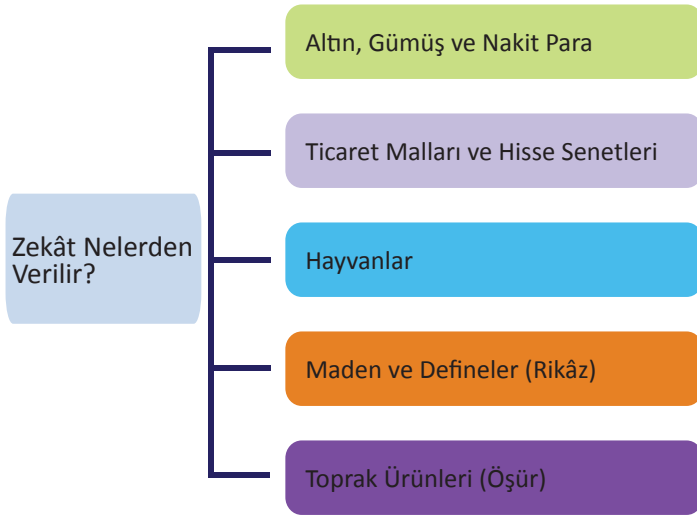 Zekât Nelerden
Verilir?
Altın, Gümüş ve Nakit Para
Ticaret Malları ve Hisse Senetleri
Hayvanlar
Maden ve Defineler (Rikâz)
Toprak Ürünleri (Öşür)